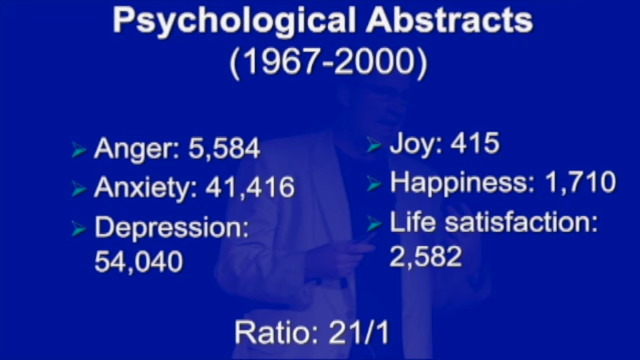 Psychological Abstracts
(1967-2000)
Anger: 5,584
Anxiety: 41,416
Depression:
54,040
Joy: 415
Happiness: 1,710
Life satisfaction:
2,582
Ratio: 21/1